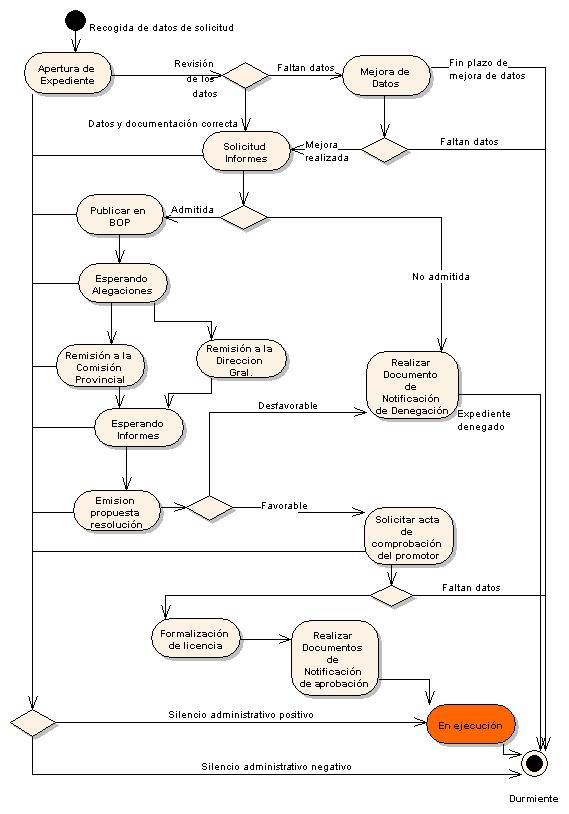 Recogida de datos de solicitud
Apertura de
Expediente
Revisión
de los
datos
Faltan datos
Mejora de
Datos
Fin plazo de
mejora de datos
Datos y documentación correcta
Solicitud
Informes
Mejora
realizada
Faltan datos
Publicar en
BOP
Admitida
No admitida
Esperando
Alegaciones
Remisión a la
Comisión
Provincial
Remisión a la
Direccion
Gral.
Realizar
Documento
de
Notificación
de Denegación
Esperando
Informes
Desfavorable
Expediente
denegado
Emision
propuesta
resolución
Favorable
Solicitar acta
de
comprobación
del promotor
Faltan datos
Formalización
de licencia
Realizar
Documentos
de
Notificación
de aprobación
Silencio administrativo positivo
En ejecución
Silencio administrativo negativo
Durmiente